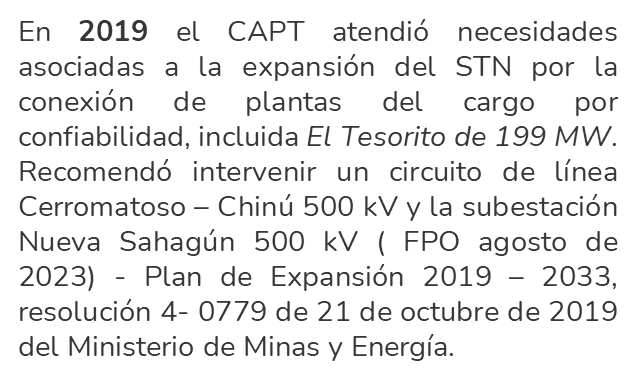 En 2019 el CAPT atendió necesidades
asociadas a la expansión del STN por la
conexión de plantas del cargo por
confiabilidad, incluida El Tesorito de 199 MW.
Recomendó intervenir un circuito de línea
Cerromatoso – Chinú 500 kV y la subestación
Nueva Sahagún 500 kV ( FPO agosto de
2023) - Plan de Expansión 2019 – 2033,
resolución 4- 0779 de 21 de octubre de 2019
del Ministerio de Minas y Energía.